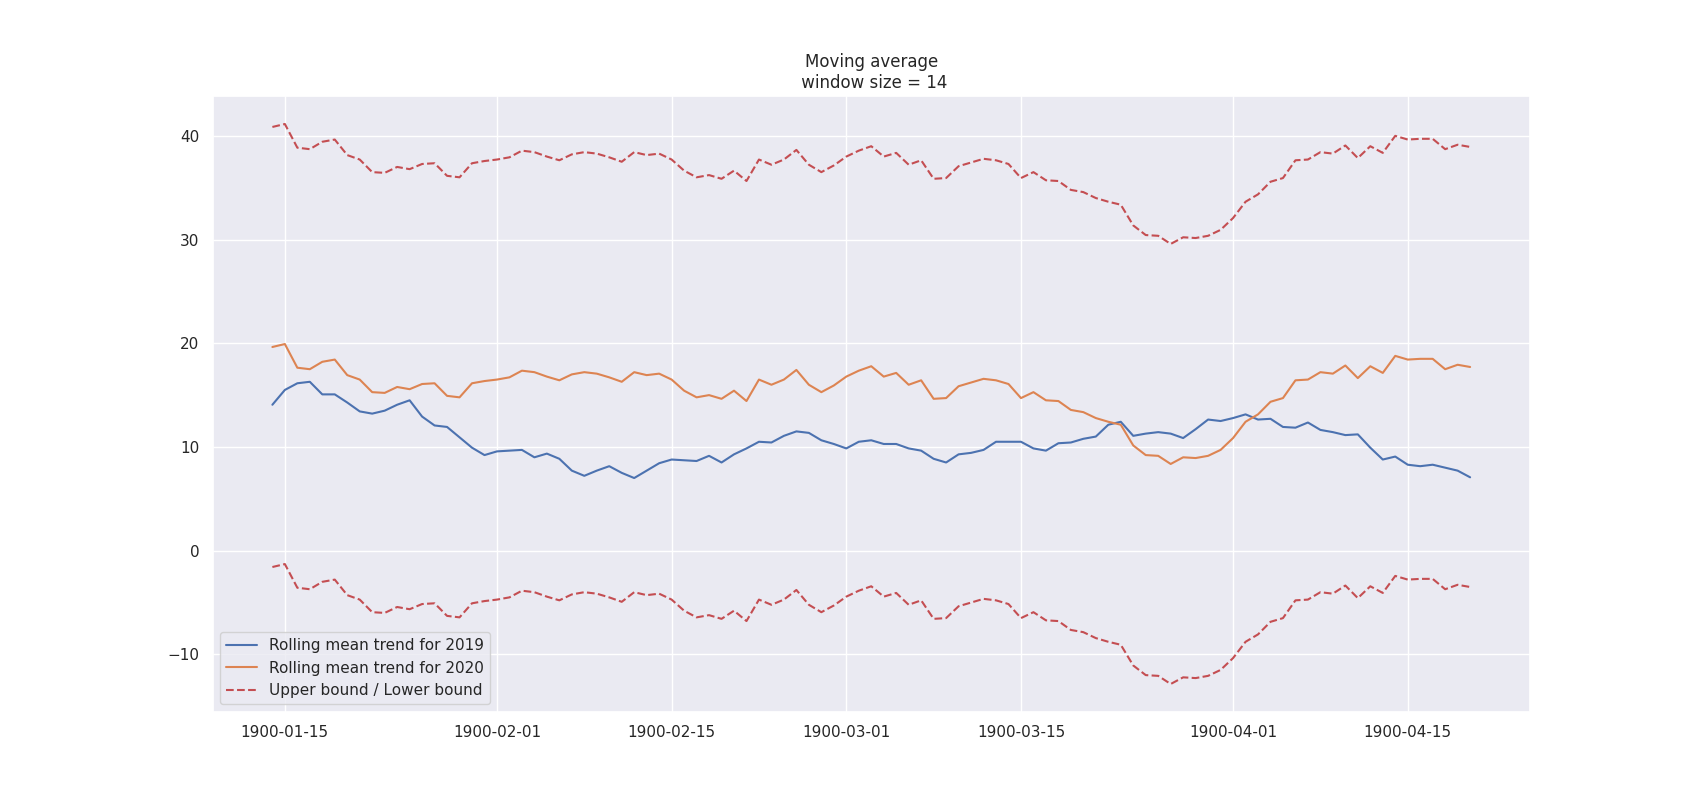 Moving average
window size = 14
40
30
20
10
0
−10
Rolling mean trend for 2019
Rolling mean trend for 2020
Upper bound / Lower bound
1900-01-15 1900-02-01 1900-02-15 1900-03-01 1900-03-15 1900-04-01 1900-04-15